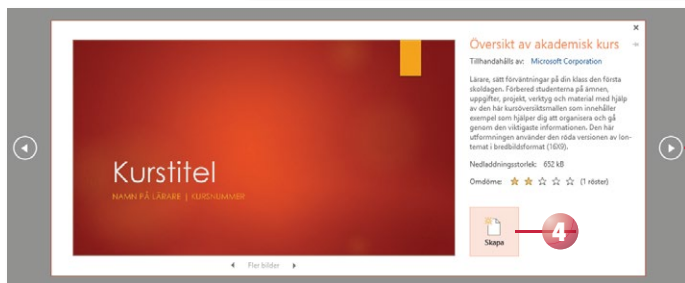 Översikt av akademisk kurs
Tillhandahålls av: Microsoft Corporation
Lärare, sätt förväntningar på din klass den första
skoldagen. Förbered studenterna på ämnen,
uppgifter, projekt, verktyg och material med hjälp
av den här kursöversiktsmallen som innehåller
exempel som hjälper dig att organisera och gå
genom den viktigaste informationen. Den här
utformningen använder den röda versionen av Ion-
temat i bredbildsformat (16X9).
Nedladdningsstorlek: 652 kB
Omdöme: (1 röster)
Kurstitel
NAMN PÅ LÄRARE | KURSNUMMER
Skapa
4
Fler bilder